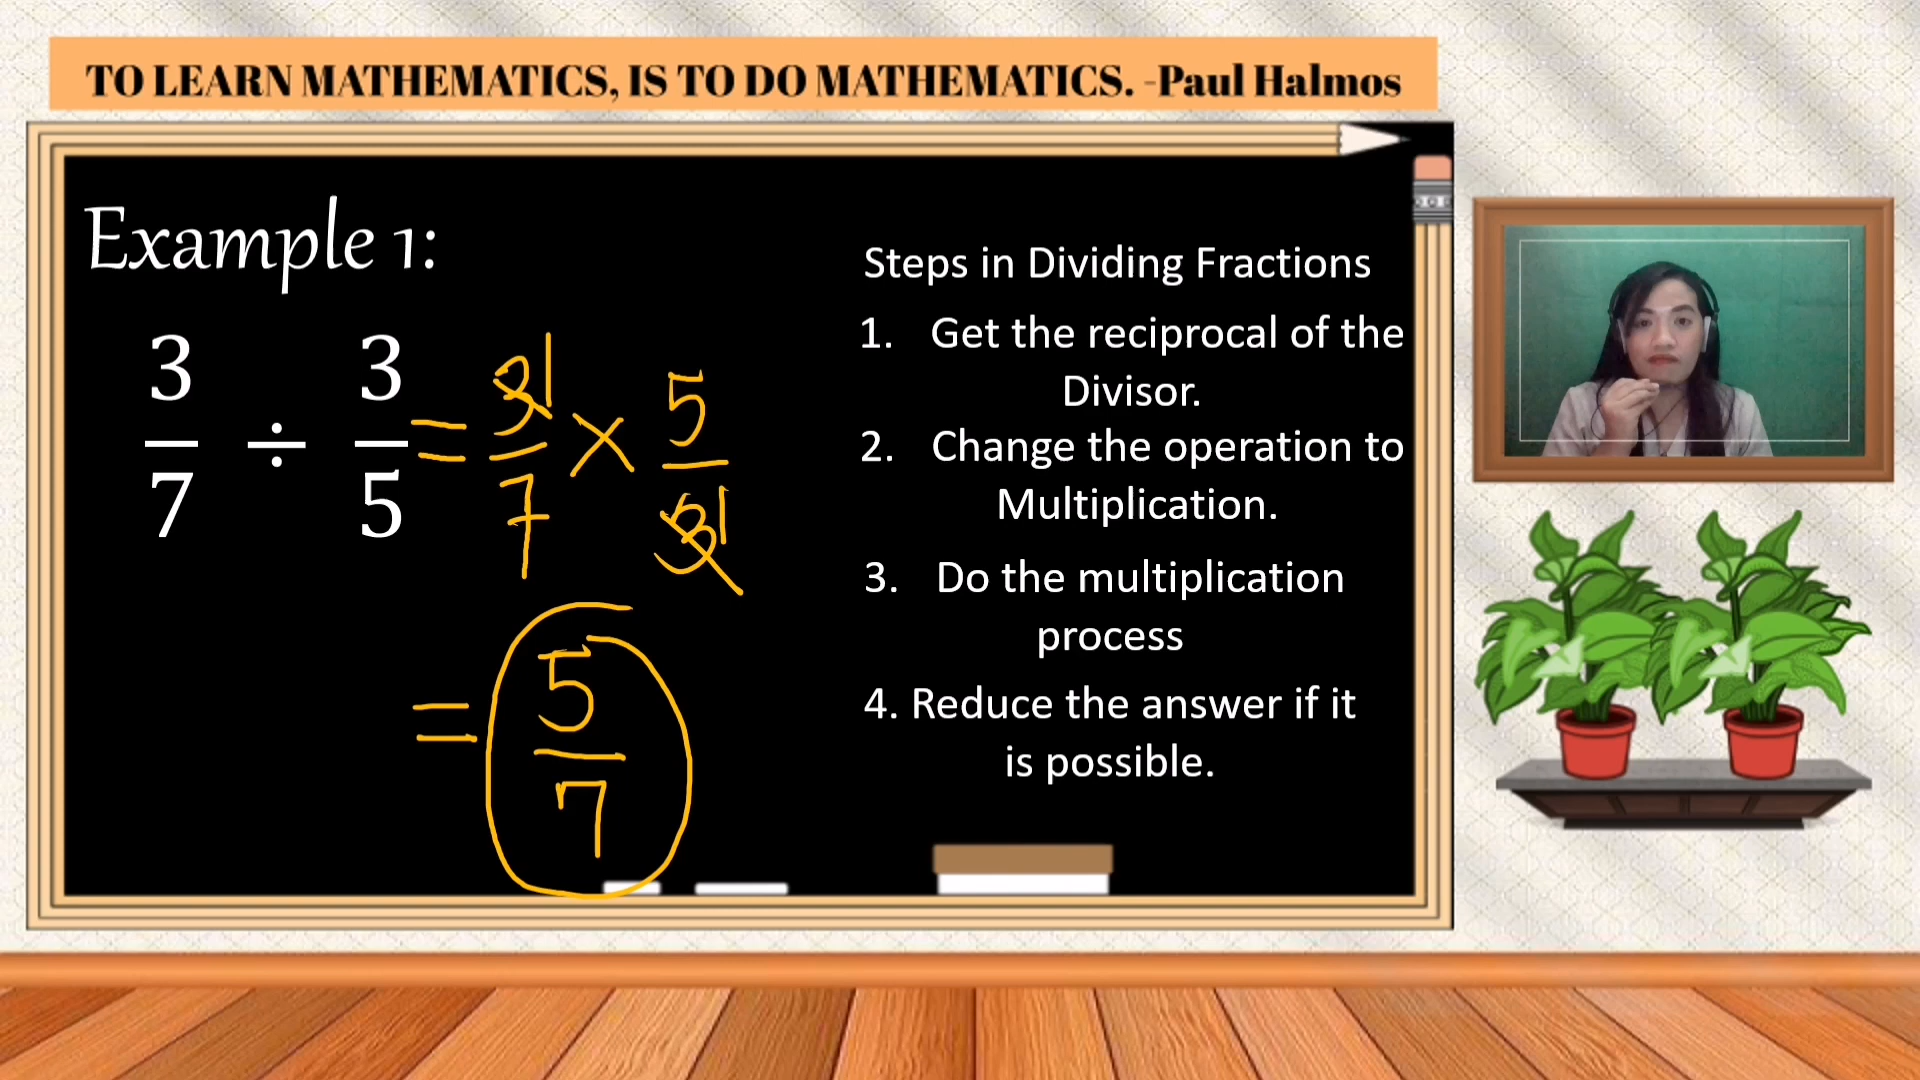 TO LEARN MATHEMATICS, IS TO DO MATHEMATICS. -Paul Halmos
Example 1:
3/7 ÷ 3/5 = 3 1/7 × 5/3 1
= 5/7
Steps in Dividing Fractions
1. Get the reciprocal of the
Divisor.
2. Change the operation to
Multiplication.
3. Do the multiplication
process
4. Reduce the answer if it
is possible.